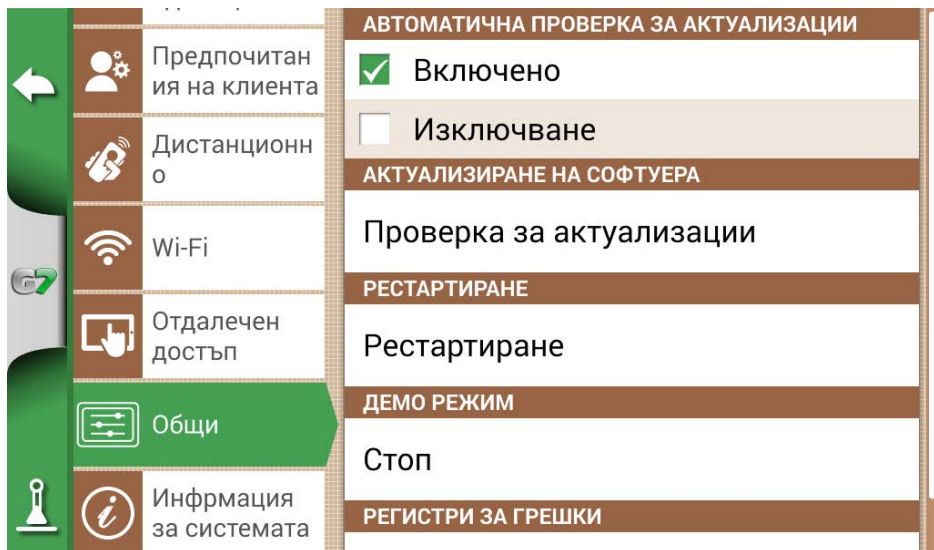 Предпочитан
ия на клиента
Дистанционн
о
Wi-Fi
G7
Отдалечен
достъп
Общи
Инфрмация
за системата
АВТОМАТИЧНА ПРОВЕРКА ЗА АКТУАЛИЗАЦИИ
Включено
Изключване
АКТУАЛИЗИРАНЕ НА СОФТУЕРА
Проверка за актуализации
РЕСТАРТИРАНЕ
Рестартиране
ДЕМО РЕЖИМ
Стоп
РЕГИСТРИ ЗА ГРЕШКИ